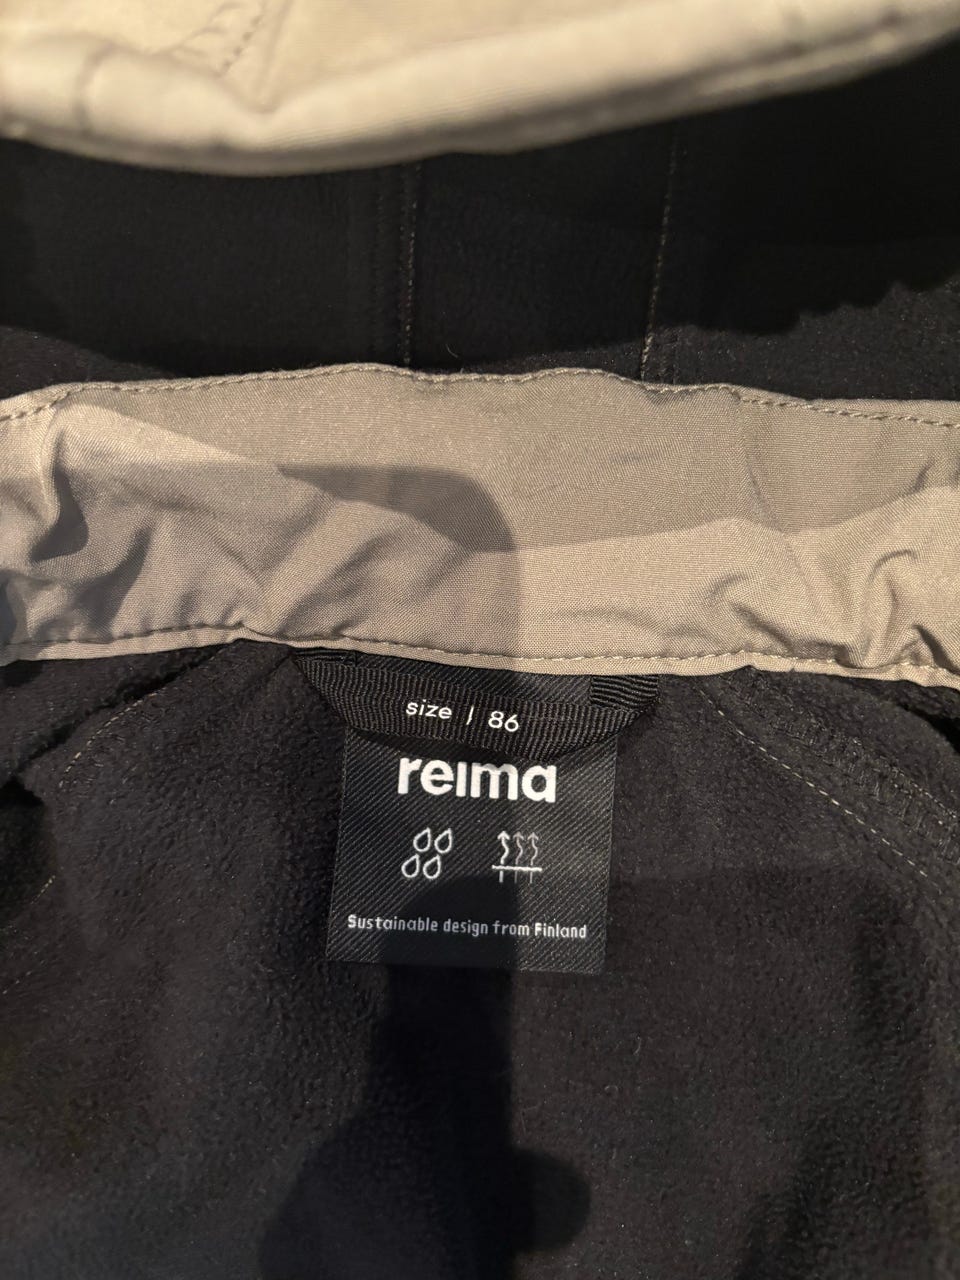 size | 86
reima
Sustainable design from Finland